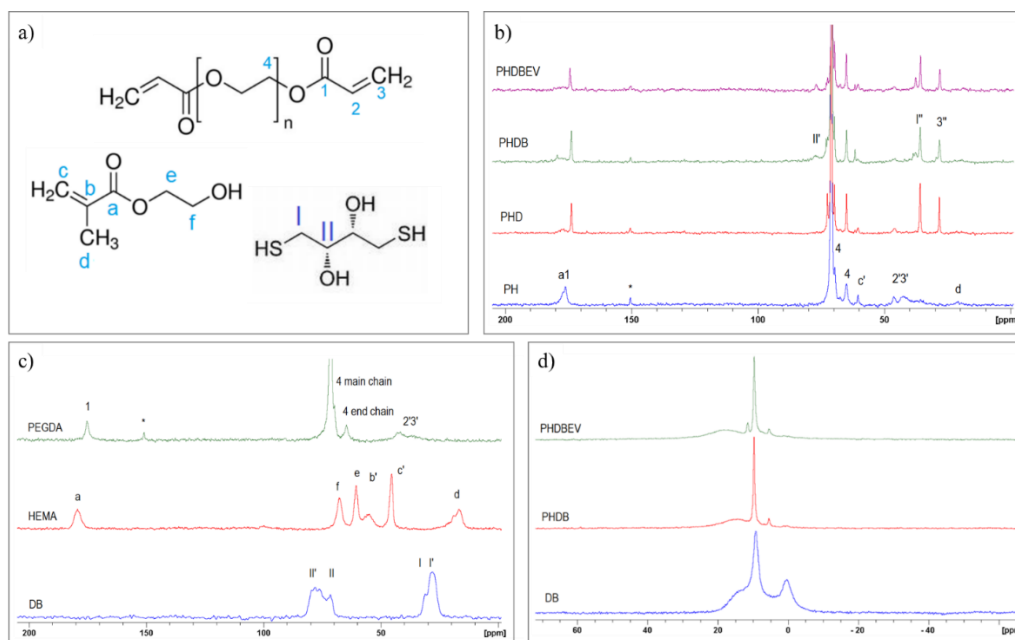 a)
O
4
O
H₂C
O
O
1
CH₂
3
O
n
2
c
O
e
H₂C
b
OH
a
O
f
CH₃
d
I
OH
II
SH
HS
OH
b)
PHDBEV
PHDB
II'
I"
3"
PHD
4
PH
a1
*
4
c'
2'3'
d
200
150
100
50
[ppm]
c)
4 main chain
1
4 end chain
2'3'
PEGDA
*
a
f
e
b'
c'
d
HEMA
II'
II
I
I'
DB
200
150
100
50
[ppm]
d)
PHDBEV
PHDB
DB
60
40
20
0
-20
-40
[ppm]